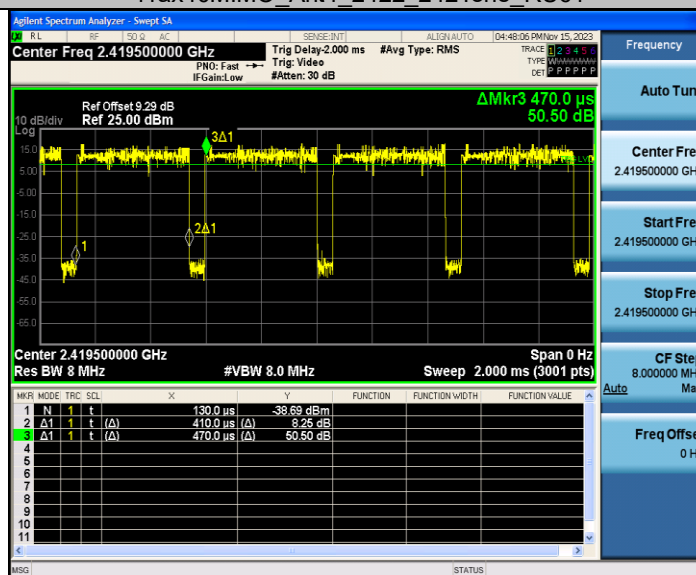 Agilent Spectrum Analyzer - Swept SA
RL RF 50 Ω AC SENSE:INT ALIGNAUTO 04:48:06 PMNov 15, 2023
Center Freq 2.419500000 GHz
PNO: Fast
IFGain:Low
Trig Delay-2.000 ms
Trig: Video
#Atten: 30 dB
#Avg Type: RMS
TRACE 1 2 3 4 5 6
TYPE W
DET P P P P P P
Frequency
Auto Tun
ΔMkr3 470.0 µs
50.50 dB
Ref Offset 9.29 dB
10 dB/div Ref 25.00 dBm
Log
15.0
5.00
-5.00
-15.0
-25.0
-35.0
-45.0
-55.0
-65.0
3Δ1
2Δ1
1
Center Fre
2.419500000 GH
Start Fre
2.419500000 GH
Stop Fre
2.419500000 GH
Center 2.419500000 GHz Span 0 Hz
Res BW 8 MHz #VBW 8.0 MHz Sweep 2.000 ms (3001 pts)
CF Ste
8.000000 MH
Auto Ma
MKR MODE TRC SCL X Y FUNCTION FUNCTION WIDTH FUNCTION VALUE
1 N 1 t 130.0 µs -38.69 dBm
2 Δ1 1 t (Δ) 410.0 µs (Δ) 8.25 dB
3 Δ1 1 t (Δ) 470.0 µs (Δ) 50.50 dB
4
5
6
7
8
9
10
11
Freq Offse
0 H
MSG STATUS